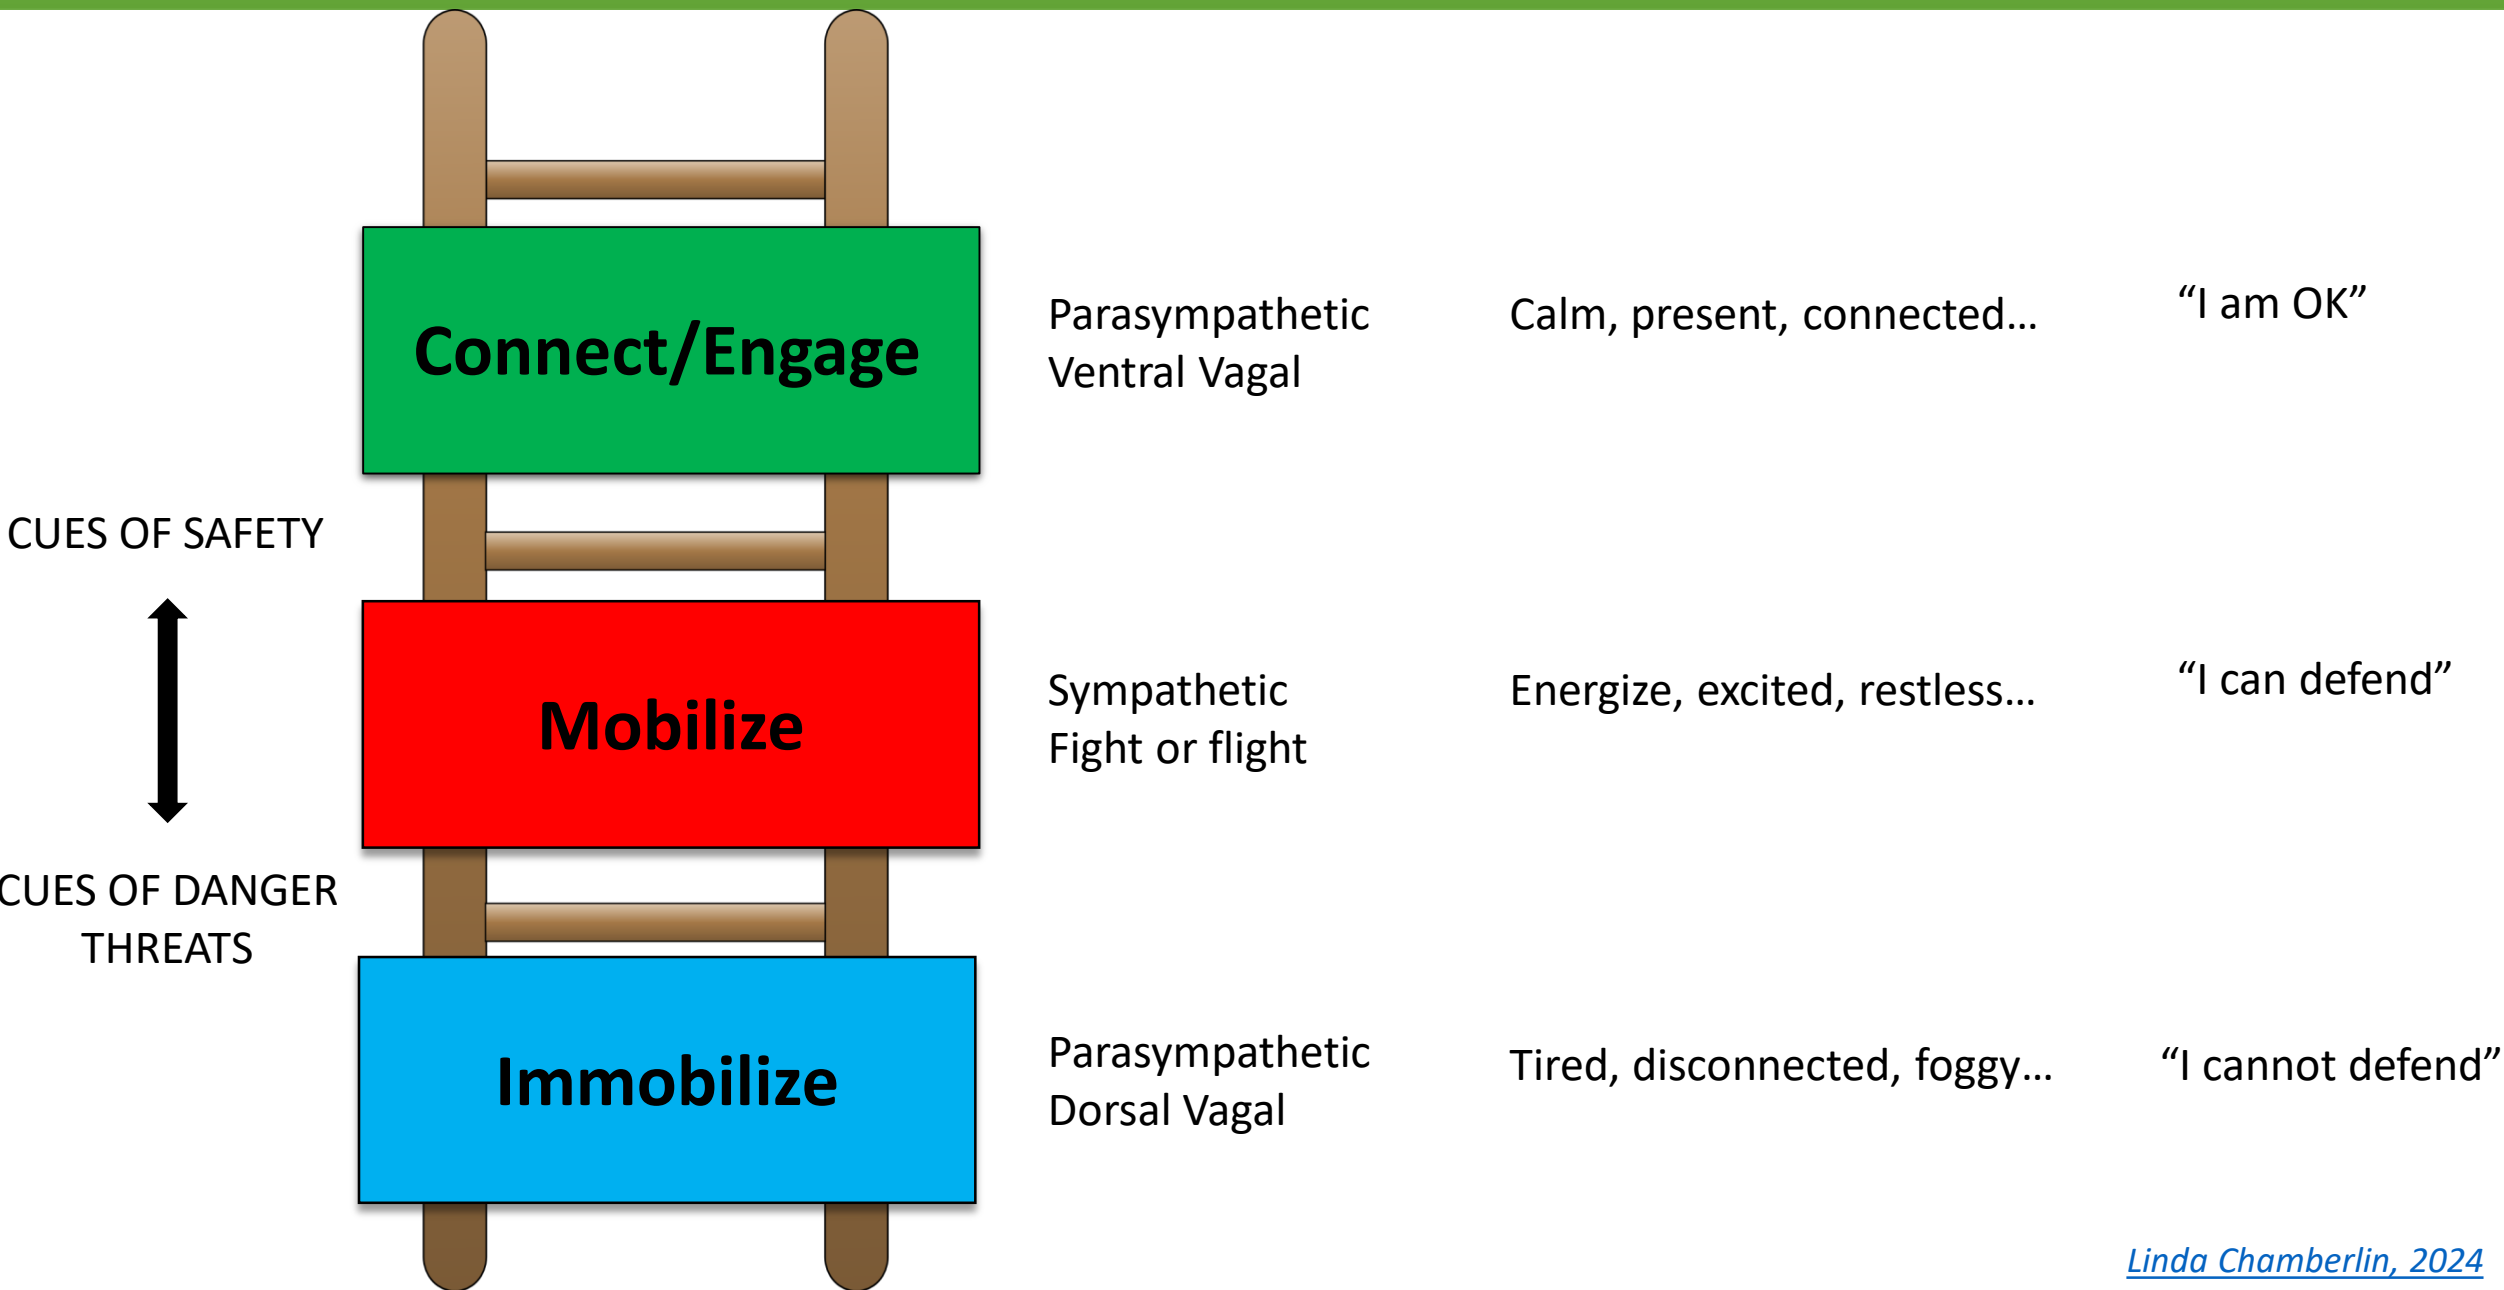 Connect/Engage
Parasympathetic
Ventral Vagal
Calm, present, connected…
“I am OK”
CUES OF SAFETY
Mobilize
Sympathetic
Fight or flight
Energize, excited, restless…
“I can defend”
CUES OF DANGER
THREATS
Immobilize
Parasympathetic
Dorsal Vagal
Tired, disconnected, foggy…
“I cannot defend”
Linda Chamberlin, 2024